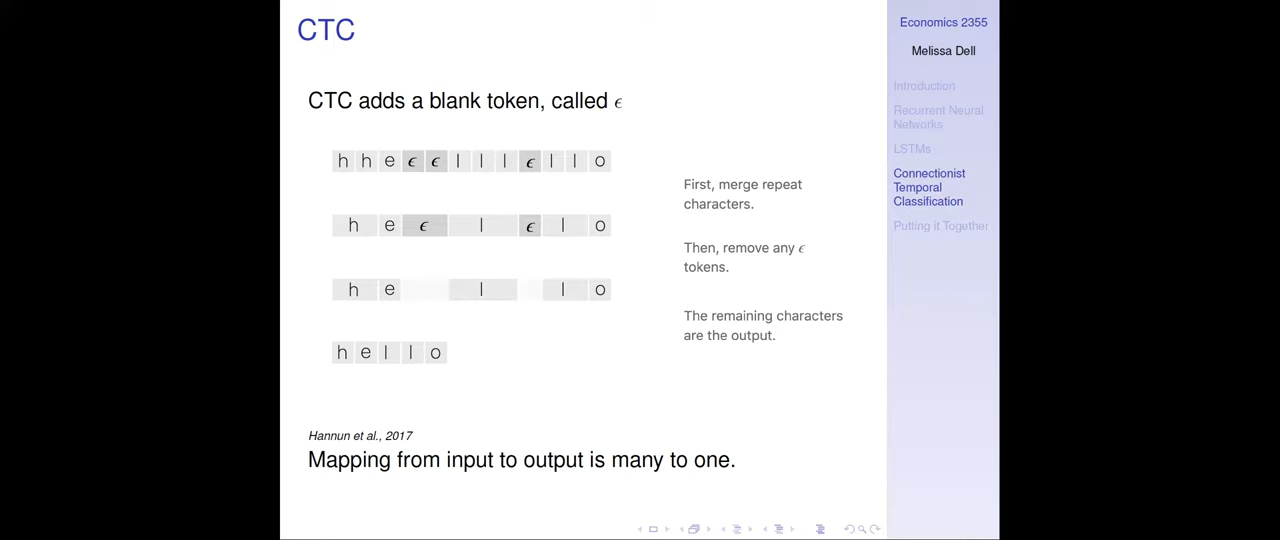 CTC
CTC adds a blank token, called ϵ
h h e ϵ ϵ l l l ϵ l l o
First, merge repeat
characters.
h e ϵ l ϵ l o
Then, remove any ϵ
tokens.
h e l l o
The remaining characters
are the output.
h e l l o
Hannun et al., 2017
Mapping from input to output is many to one.
Economics 2355
Melissa Dell
Introduction
Recurrent Neural
Networks
LSTMs
Connectionist
Temporal
Classification
Putting it Together